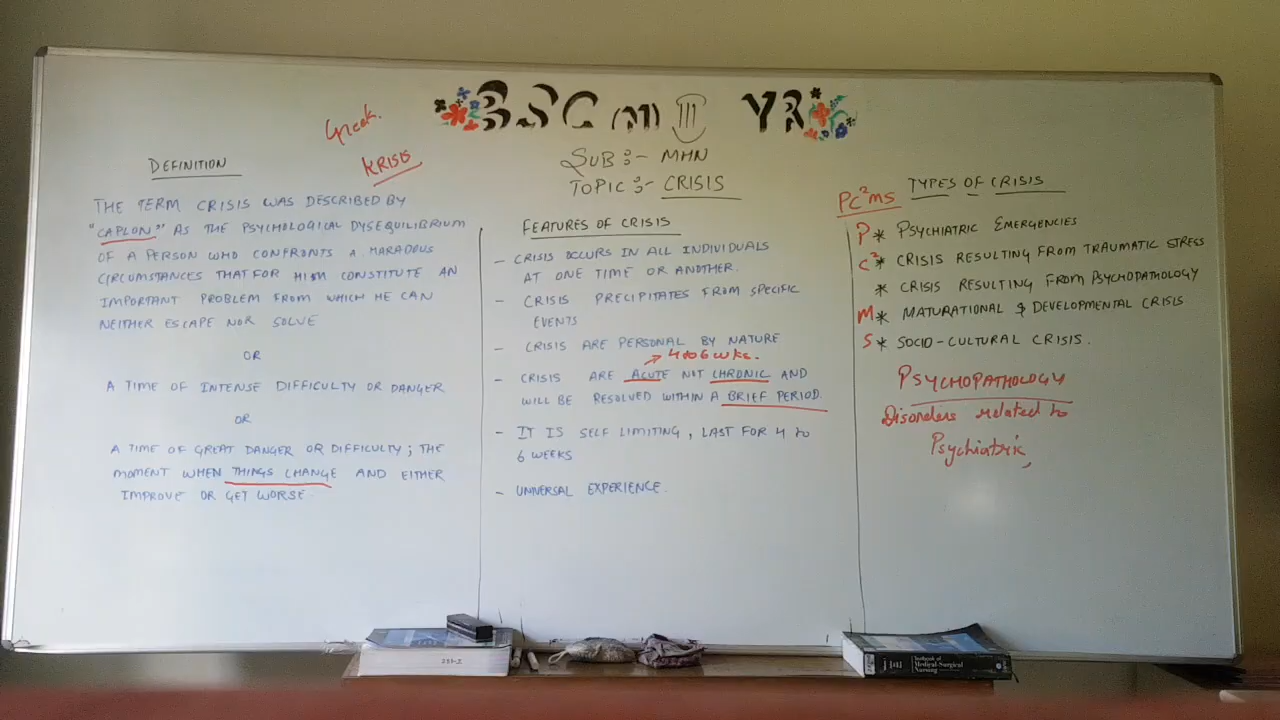 BSC (N) III YR
SUB :- MHN
TOPIC :- CRISIS
Greek.
KRISIS
DEFINITION
THE TERM CRISIS WAS DESCRIBED BY
"CAPLON" AS THE PSYCHOLOGICAL DYSEQUILIBRIUM
OF A PERSON WHO CONFRONTS A HARADOUS
CIRCUMSTANCES THAT FOR HIM CONSTITUTE AN
IMPORTANT PROBLEM FROM WHICH HE CAN
NEITHER ESCAPE NOR SOLVE
OR
A TIME OF INTENSE DIFFICULTY OR DANGER
OR
A TIME OF GREAT DANGER OR DIFFICULTY ; THE
MOMENT WHEN THINGS CHANGE AND EITHER
IMPROVE OR GET WORSE
FEATURES OF CRISIS
- CRISIS OCCURS IN ALL INDIVIDUALS
AT ONE TIME OR ANOTHER.
- CRISIS PRECIPITATES FROM SPECIFIC
EVENTS
- CRISIS ARE PERSONAL BY NATURE
→ 4 to 6 wks.
- CRISIS ARE ACUTE NOT CHRONIC AND
WILL BE RESOLVED WITHIN A BRIEF PERIOD.
- IT IS SELF LIMITING , LAST FOR 4 to
6 WEEKS
- UNIVERSAL EXPERIENCE.
PC²MS TYPES OF CRISIS
P * PSYCHIATRIC EMERGENCIES
C² * CRISIS RESULTING FROM TRAUMATIC STRESS
* CRISIS RESULTING FROM PSYCHOPATHOLOGY
M * MATURATIONAL & DEVELOPMENTAL CRISIS
S * SOCIO-CULTURAL CRISIS.
PSYCHOPATHOLOGY
Disorders related to
Psychiatric,
Textbook of
Medical-Surgical
Nursing